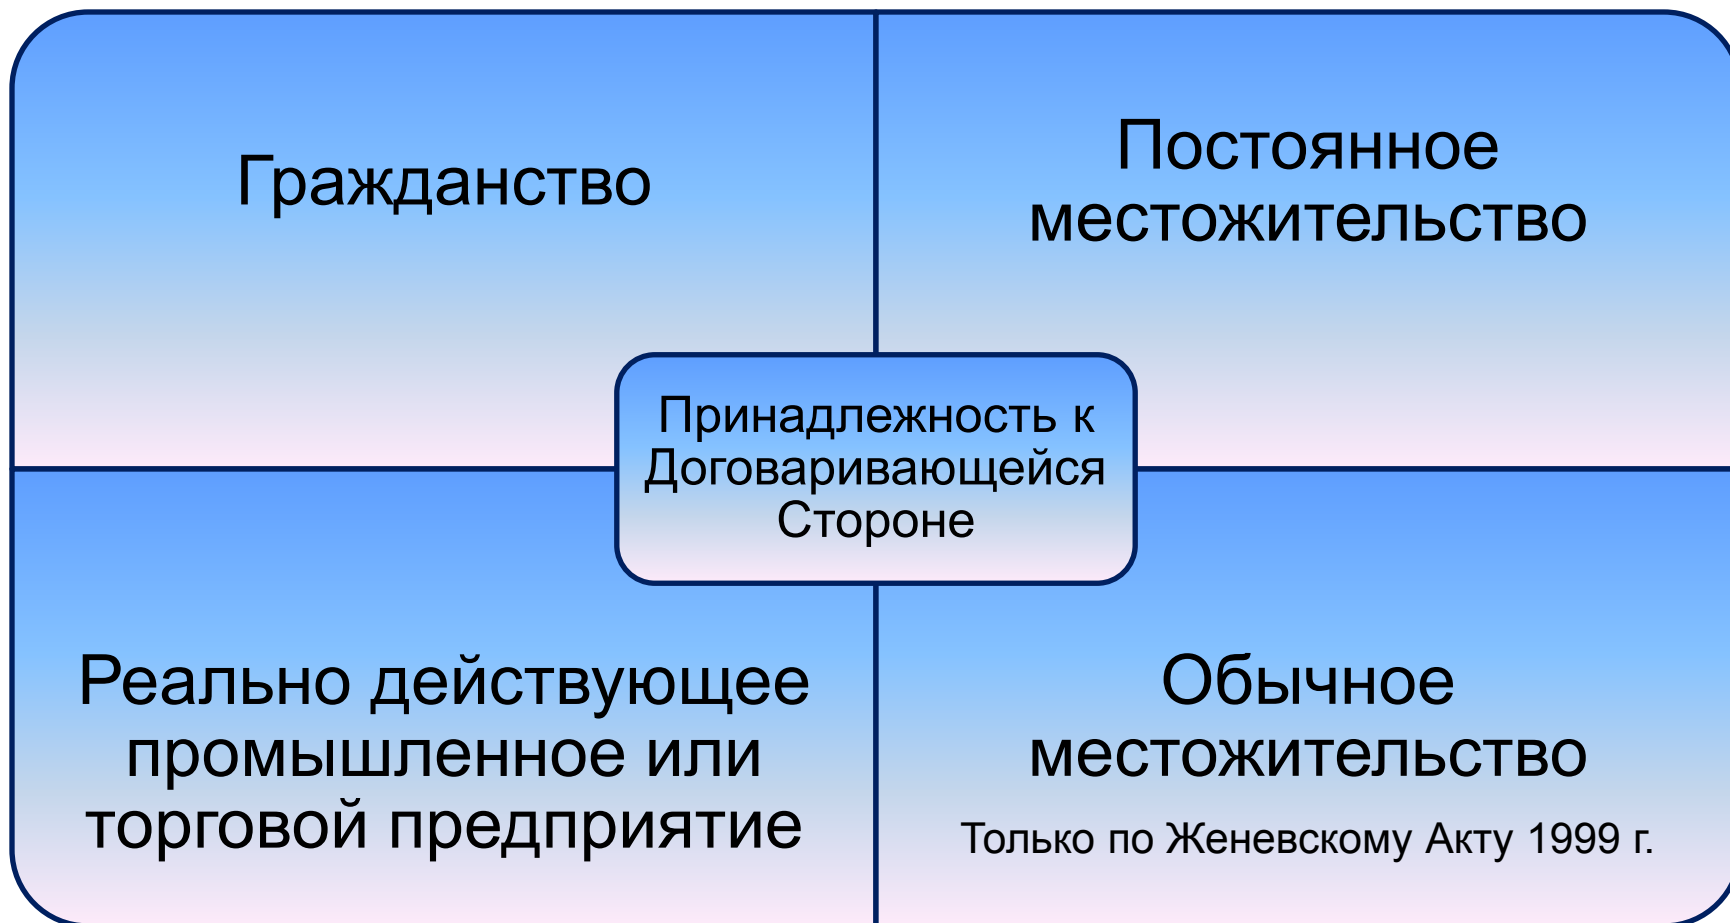 Гражданство
Постоянное
местожительство
Принадлежность к
Договаривающейся
Стороне
Реально действующее
промышленное или
торговой предприятие
Обычное
местожительство
Только по Женевскому Акту 1999 г.